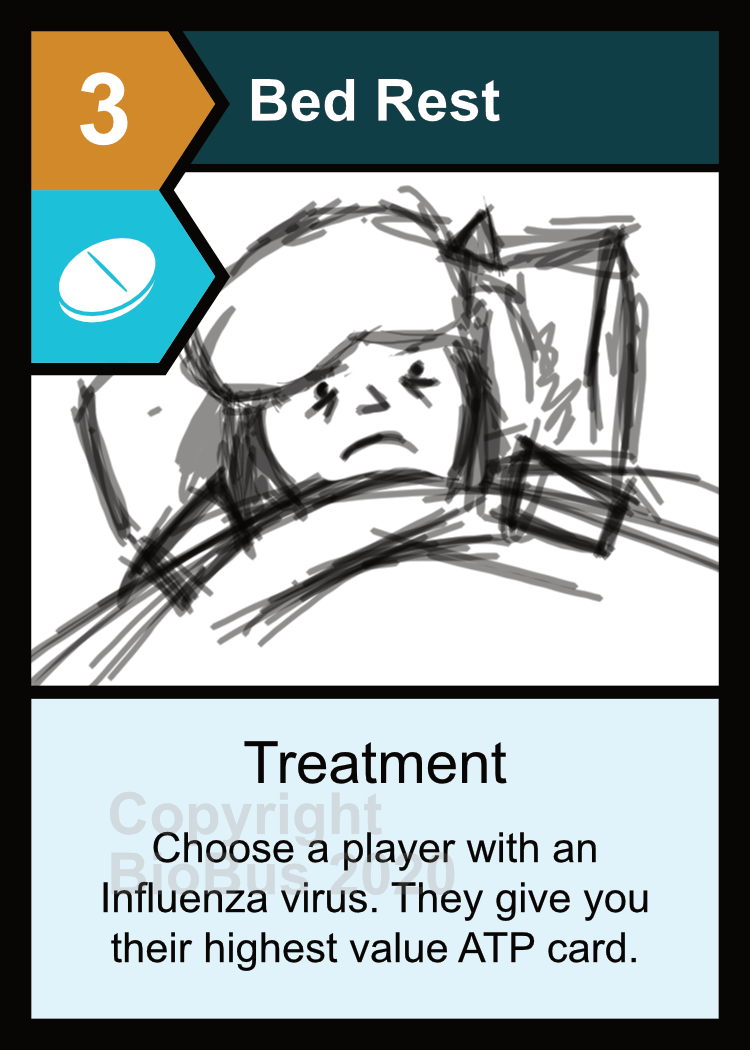 3
Bed Rest
Treatment
Copyright
Choose a player with an
BioBus 2020
Influenza virus. They give you
their highest value ATP card.